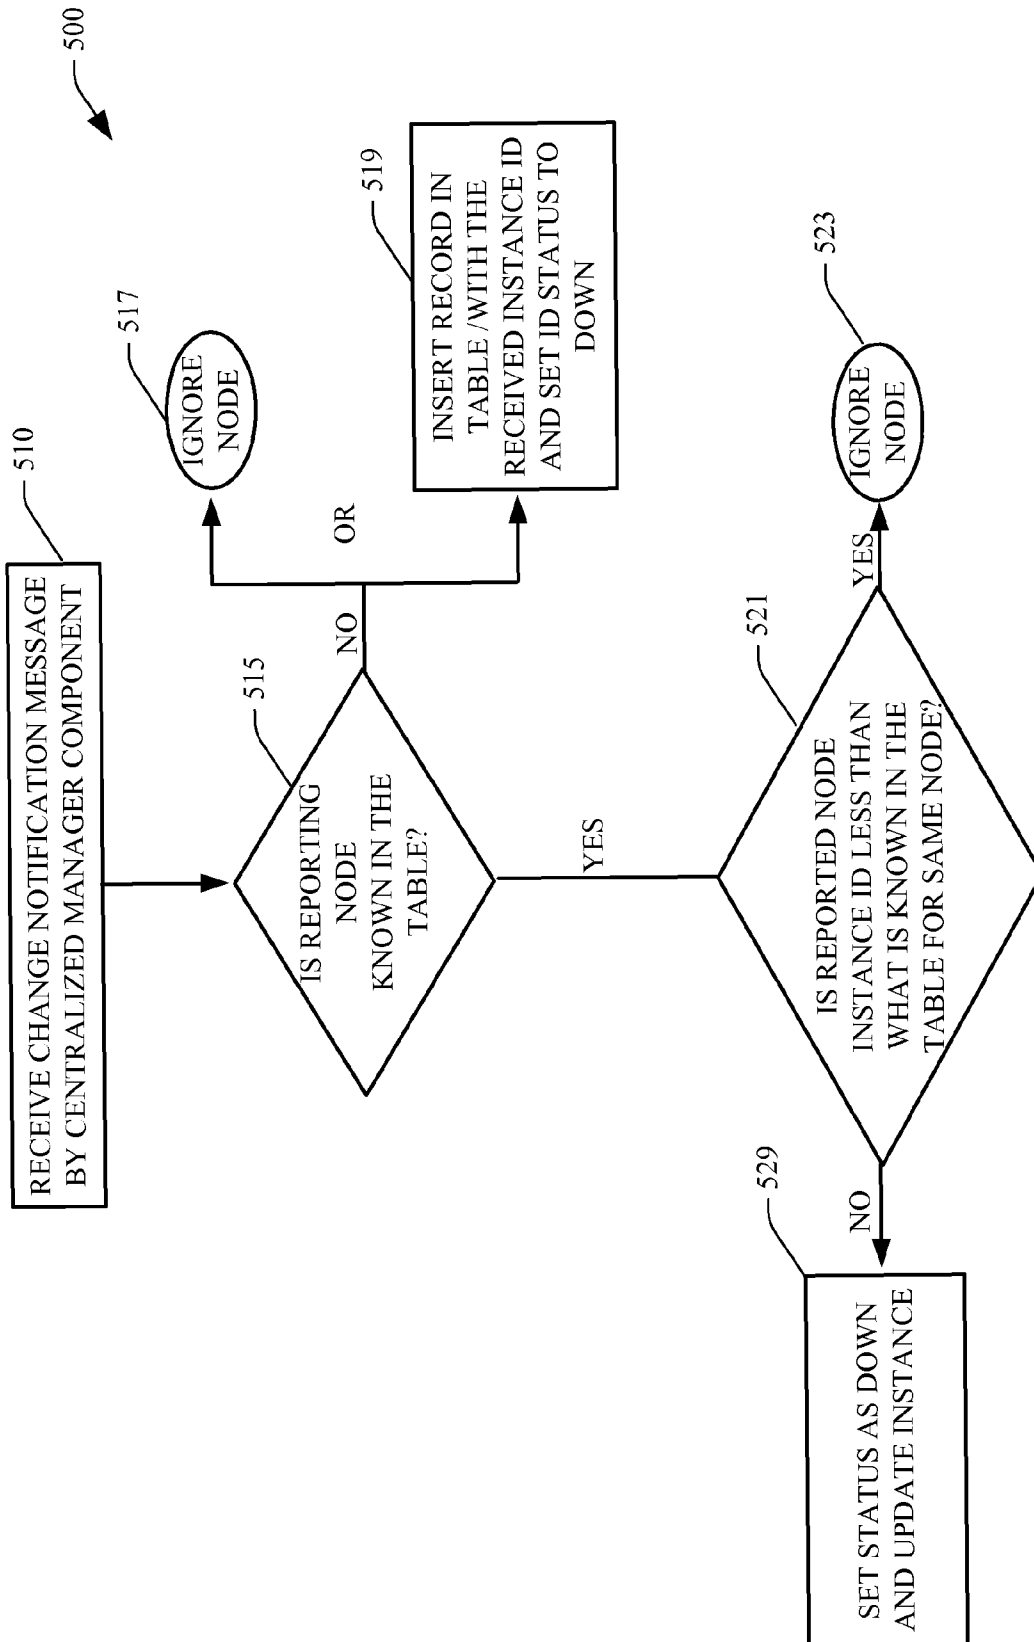 500
510
RECEIVE CHANGE NOTIFICATION MESSAGE
BY CENTRALIZED MANAGER COMPONENT
515
IS REPORTING
NODE
KNOWN IN THE
TABLE?
NO
OR
517
IGNORE
NODE
519
INSERT RECORD IN
TABLE /WITH THE
RECEIVED INSTANCE ID
AND SET ID STATUS TO
DOWN
YES
521
IS REPORTED NODE
INSTANCE ID LESS THAN
WHAT IS KNOWN IN THE
TABLE FOR SAME NODE?
YES
523
IGNORE
NODE
NO
529
SET STATUS AS DOWN
AND UPDATE INSTANCE